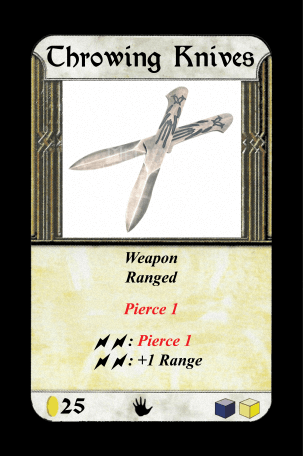 Throwing Knives
Weapon
Ranged
Pierce 1
: Pierce 1
: +1 Range
25